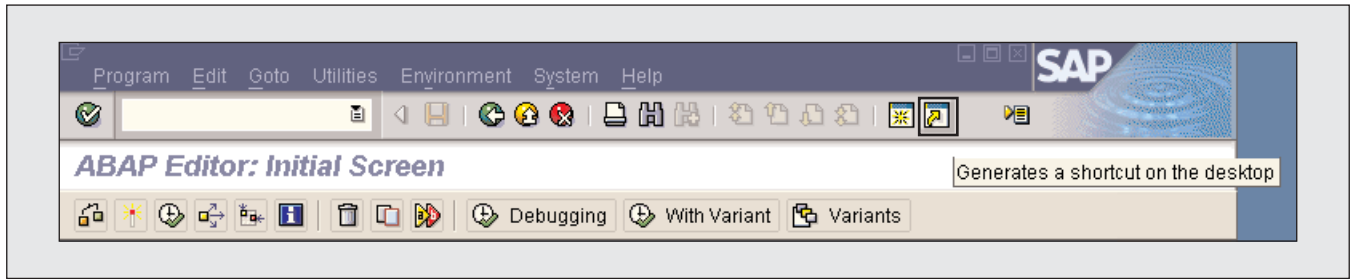 Program Edit Goto Utilities Environment System Help
SAP
ABAP Editor: Initial Screen
Generates a shortcut on the desktop
Debugging With Variant Variants